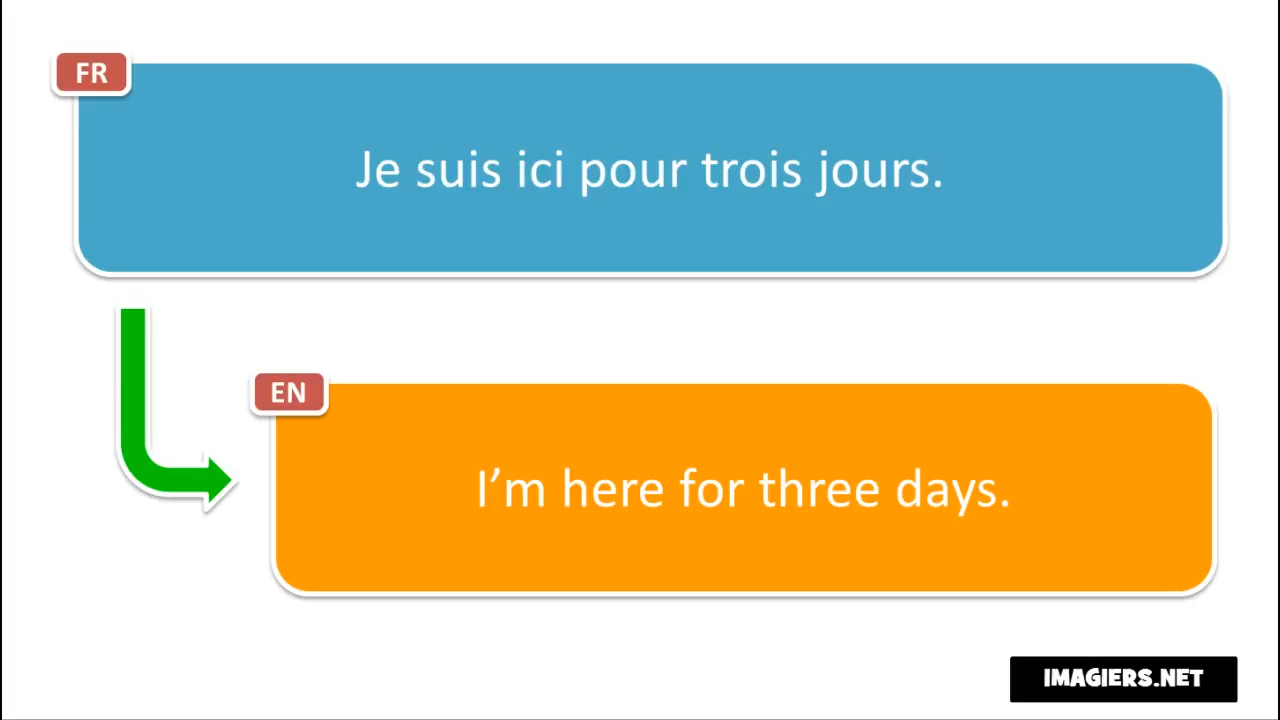 FR
Je suis ici pour trois jours.
EN
I’m here for three days.
IMAGIERS.NET